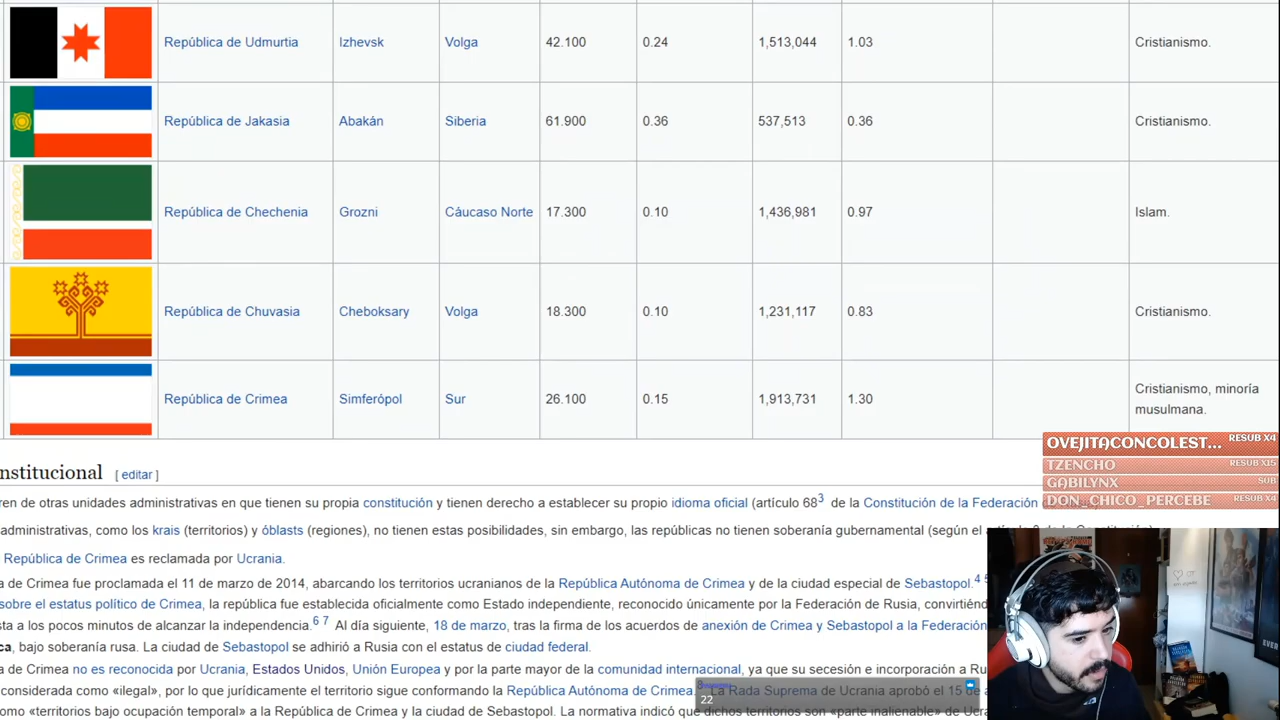 República de Udmurtia Izhevsk Volga 42.100 0.24 1,513,044 1.03 Cristianismo.
República de Jakasia Abakán Siberia 61.900 0.36 537,513 0.36 Cristianismo.
República de Chechenia Grozni Cáucaso Norte 17.300 0.10 1,436,981 0.97 Islam.
República de Chuvasia Cheboksary Volga 18.300 0.10 1,231,117 0.83 Cristianismo.
República de Crimea Simferópol Sur 26.100 0.15 1,913,731 1.30 Cristianismo, minoría
musulmana.
OVEJITACONCOLEST... RESUB X4
TZENCHO RESUB X15
GABILYNX SUB
DON_CHICO_PERCEBE RESUB X4
nstitucional [ editar ]
ren de otras unidades administrativas en que tienen su propia constitución y tienen derecho a establecer su propio idioma oficial (artículo 68³ de la Constitución de la Federación
administrativas, como los krais (territorios) y óblasts (regiones), no tienen estas posibilidades, sin embargo, las repúblicas no tienen soberanía gubernamental (según el
República de Crimea es reclamada por Ucrania.
a de Crimea fue proclamada el 11 de marzo de 2014, abarcando los territorios ucranianos de la República Autónoma de Crimea y de la ciudad especial de Sebastopol.⁴
sobre el estatus político de Crimea, la república fue establecida oficialmente como Estado independiente, reconocido únicamente por la Federación de Rusia, convirtiénd
sta a los pocos minutos de alcanzar la independencia.⁶ ⁷ Al día siguiente, 18 de marzo, tras la firma de los acuerdos de anexión de Crimea y Sebastopol a la Federación
ca, bajo soberanía rusa. La ciudad de Sebastopol se adhirió a Rusia con el estatus de ciudad federal.
a de Crimea no es reconocida por Ucrania, Estados Unidos, Unión Europea y por la parte mayor de la comunidad internacional, ya que su secesión e incorporación a Ru
considerada como «ilegal», por lo que jurídicamente el territorio sigue conformando la República Autónoma de Crimea.⁸ La Rada Suprema de Ucrania aprobó el 15 de a
como «territorios bajo ocupación temporal» a la República de Crimea y la ciudad de Sebastopol. La normativa indicó que dichos territorios son «parte inalienable» de Ucra
22